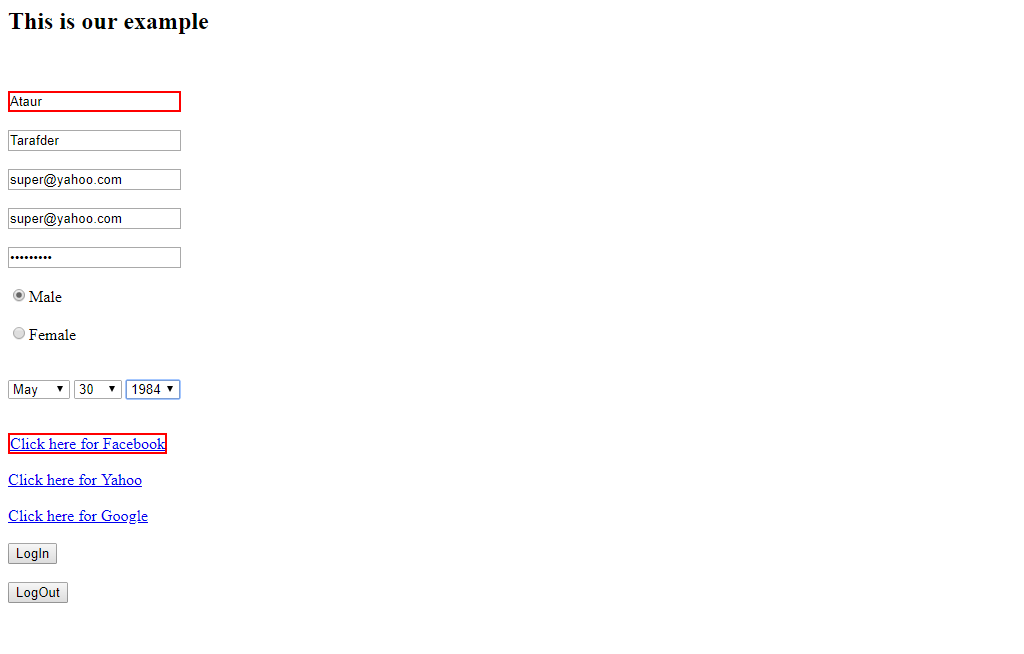 This is our example
Ataur
Tarafder
super@yahoo.com
super@yahoo.com
•••••••••
Male
Female
May 30 1984
Click here for Facebook
Click here for Yahoo
Click here for Google
LogIn
LogOut